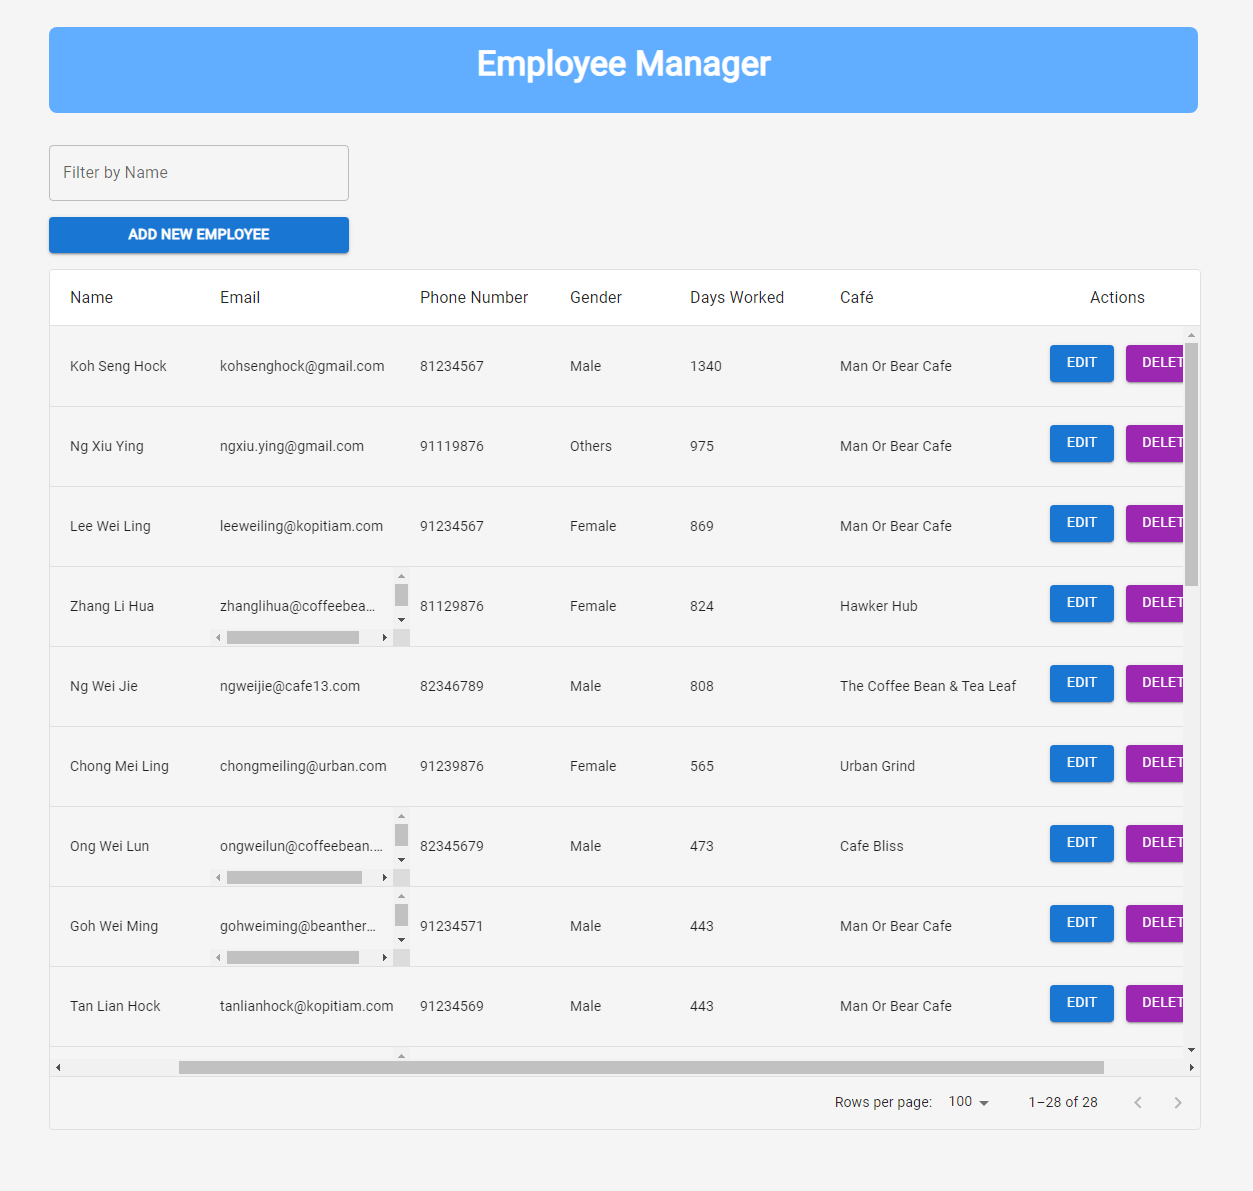 Employee Manager
Filter by Name
ADD NEW EMPLOYEE
Name Email Phone Number Gender Days Worked Café Actions
Koh Seng Hock kohsenghock@gmail.com 81234567 Male 1340 Man Or Bear Cafe EDIT DELET
Ng Xiu Ying ngxiu.ying@gmail.com 91119876 Others 975 Man Or Bear Cafe EDIT DELET
Lee Wei Ling leeweiling@kopitiam.com 91234567 Female 869 Man Or Bear Cafe EDIT DELET
Zhang Li Hua zhanglihua@coffeebea... 81129876 Female 824 Hawker Hub EDIT DELET
Ng Wei Jie ngweijie@cafe13.com 82346789 Male 808 The Coffee Bean & Tea Leaf EDIT DELET
Chong Mei Ling chongmeiling@urban.com 91239876 Female 565 Urban Grind EDIT DELET
Ong Wei Lun ongweilun@coffeebean.... 82345679 Male 473 Cafe Bliss EDIT DELET
Goh Wei Ming gohweiming@beanther... 91234571 Male 443 Man Or Bear Cafe EDIT DELET
Tan Lian Hock tanlianhock@kopitiam.com 91234569 Male 443 Man Or Bear Cafe EDIT DELET
Rows per page: 100 1–28 of 28